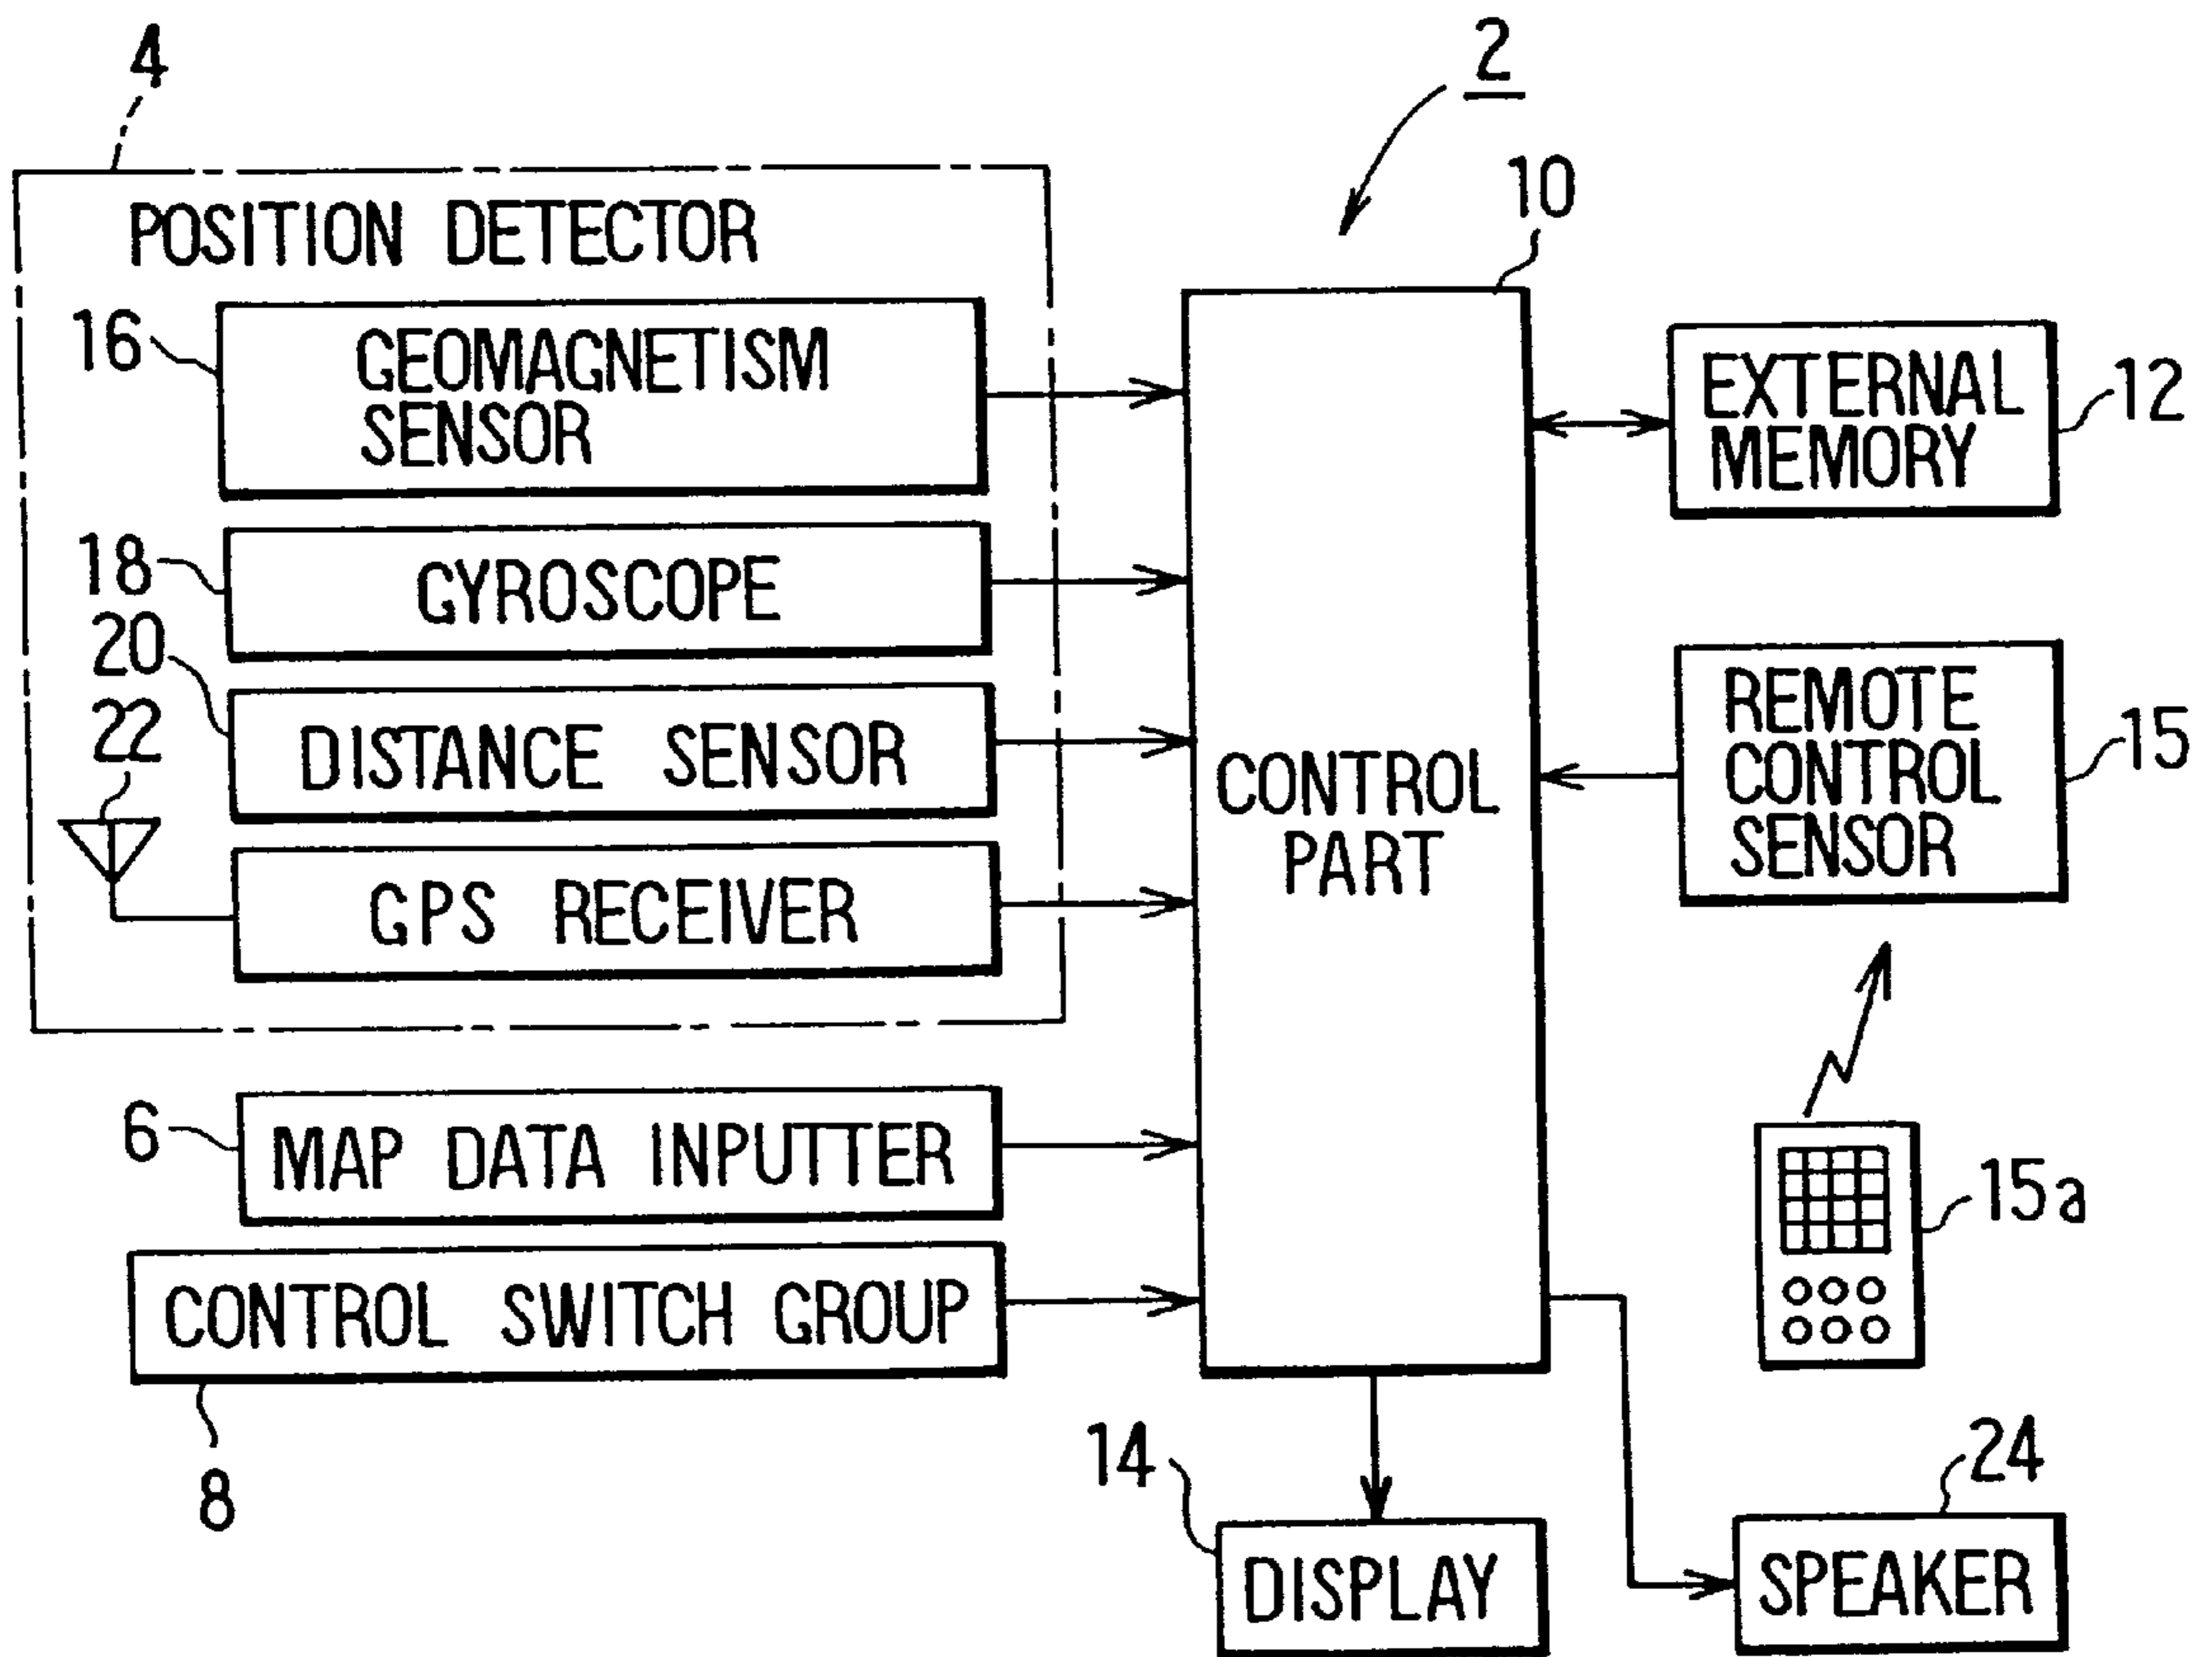 4
2
10
POSITION DETECTOR
16
GEOMAGNETISM
SENSOR
EXTERNAL
MEMORY
12
18
GYROSCOPE
20
DISTANCE SENSOR
22
GPS RECEIVER
CONTROL
PART
REMOTE
CONTROL
SENSOR
15
6
MAP DATA INPUTTER
15a
CONTROL SWITCH GROUP
8
14
DISPLAY
24
SPEAKER